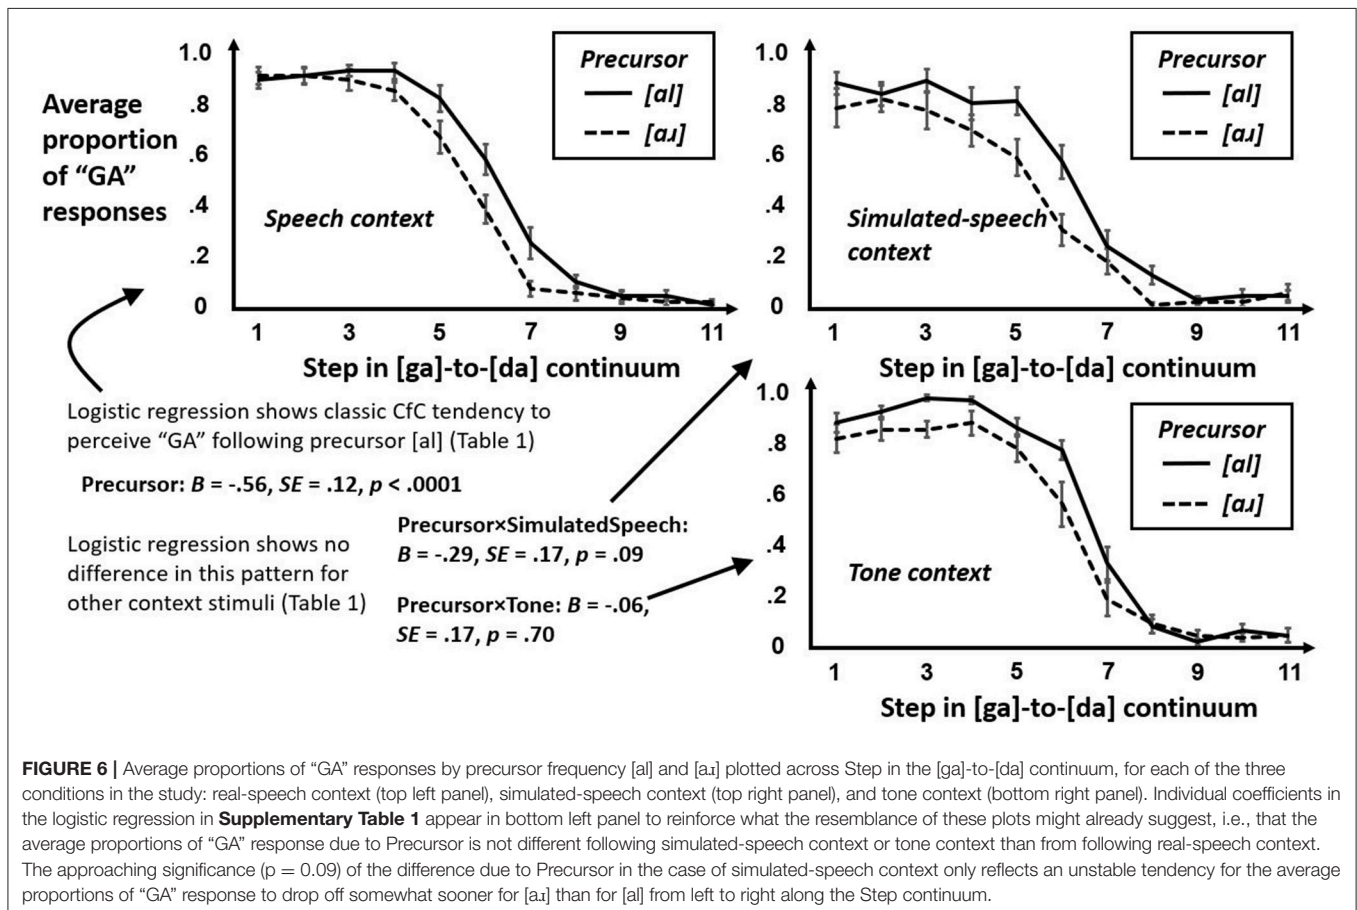 1.0
.8
.6
.4
.2
0
Average
proportion
of “GA”
responses
Precursor
[al]
[aɹ]
Speech context
1 3 5 7 9 11
Step in [ga]-to-[da] continuum
1.0
.8
.6
.4
.2
0
Precursor
[al]
[aɹ]
Simulated-speech
context
1 3 5 7 9 11
Step in [ga]-to-[da] continuum
Logistic regression shows classic CfC tendency to
perceive “GA” following precursor [al] (Table 1)
Precursor: B = -.56, SE = .12, p < .0001
Logistic regression shows no
difference in this pattern for
other context stimuli (Table 1)
Precursor×SimulatedSpeech:
B = -.29, SE = .17, p = .09
Precursor×Tone: B = -.06,
SE = .17, p = .70
1.0
.8
.6
.4
.2
0
Precursor
[al]
[aɹ]
Tone context
1 3 5 7 9 11
Step in [ga]-to-[da] continuum
FIGURE 6 | Average proportions of “GA” responses by precursor frequency [al] and [aɹ] plotted across Step in the [ga]-to-[da] continuum, for each of the three
conditions in the study: real-speech context (top left panel), simulated-speech context (top right panel), and tone context (bottom right panel). Individual coefficients in
the logistic regression in Supplementary Table 1 appear in bottom left panel to reinforce what the resemblance of these plots might already suggest, i.e., that the
average proportions of “GA” response due to Precursor is not different following simulated-speech context or tone context than from following real-speech context.
The approaching significance (p = 0.09) of the difference due to Precursor in the case of simulated-speech context only reflects an unstable tendency for the average
proportions of “GA” response to drop off somewhat sooner for [aɹ] than for [al] from left to right along the Step continuum.